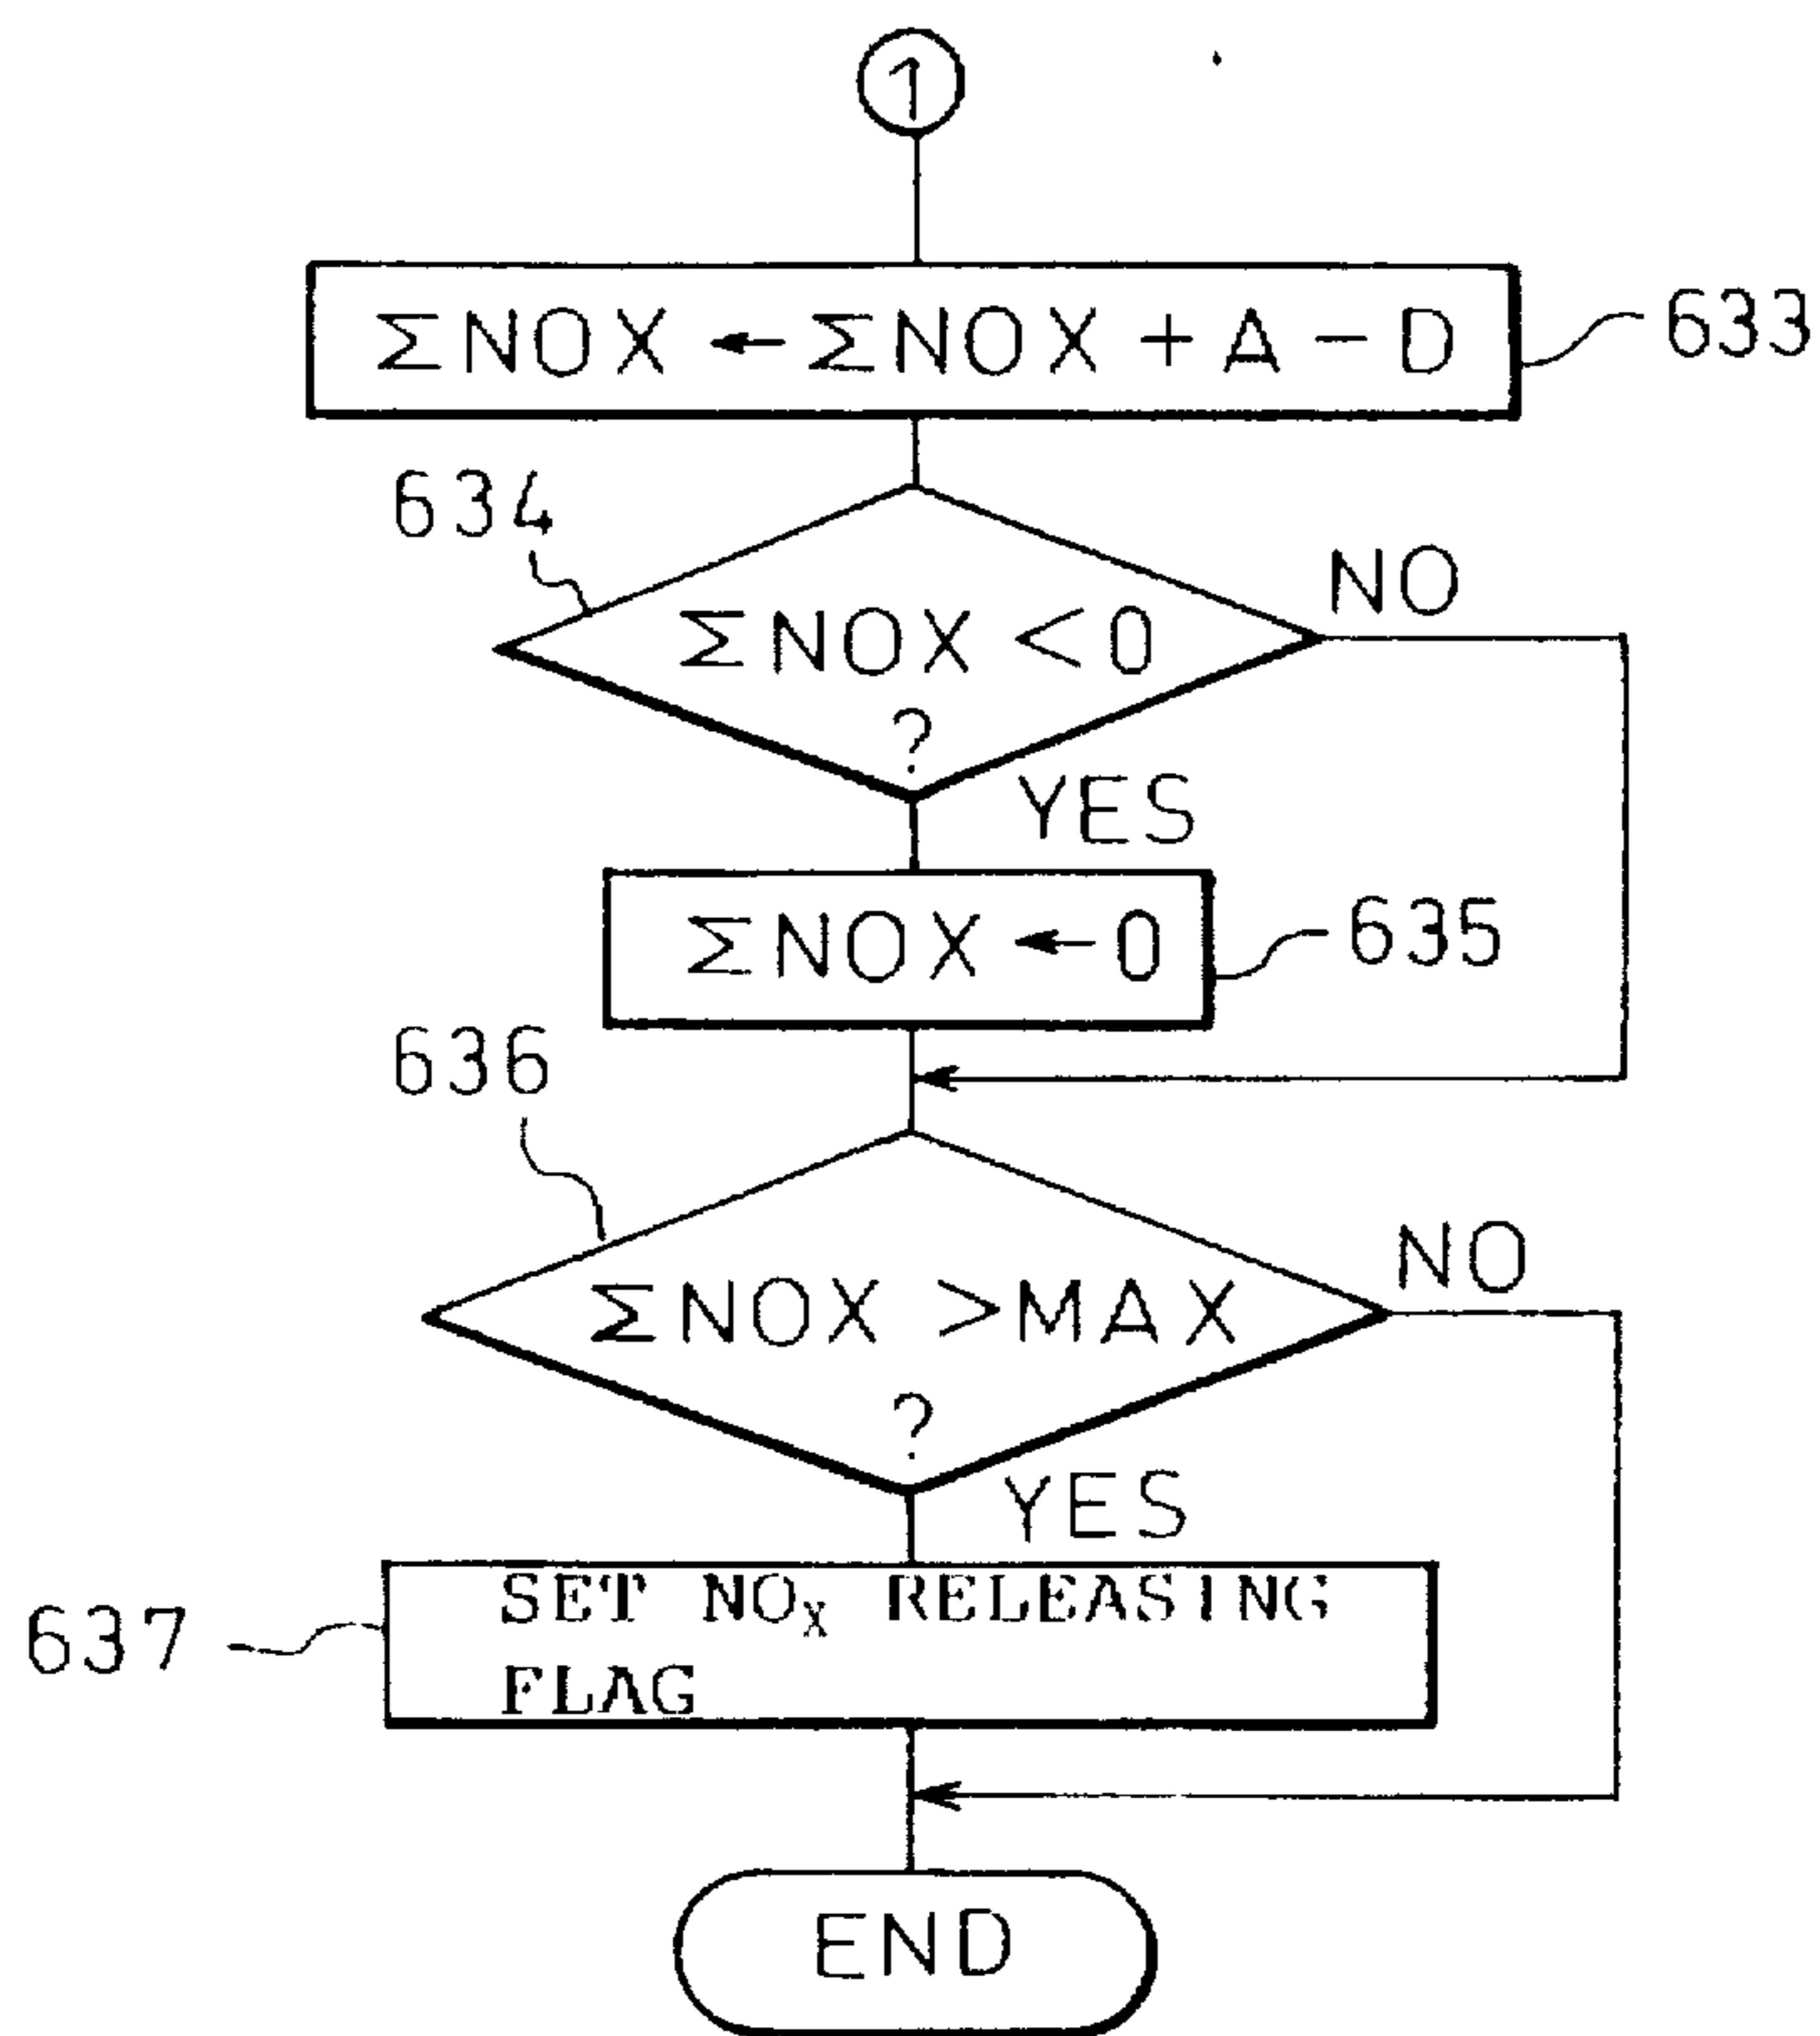 1
ΣNOX ← ΣNOX + A - D
633
634
NO
ΣNOX < 0
?
YES
ΣNOX ← 0
635
636
NO
ΣNOX > MAX
?
YES
SET NOX RELEASING
FLAG
637
END